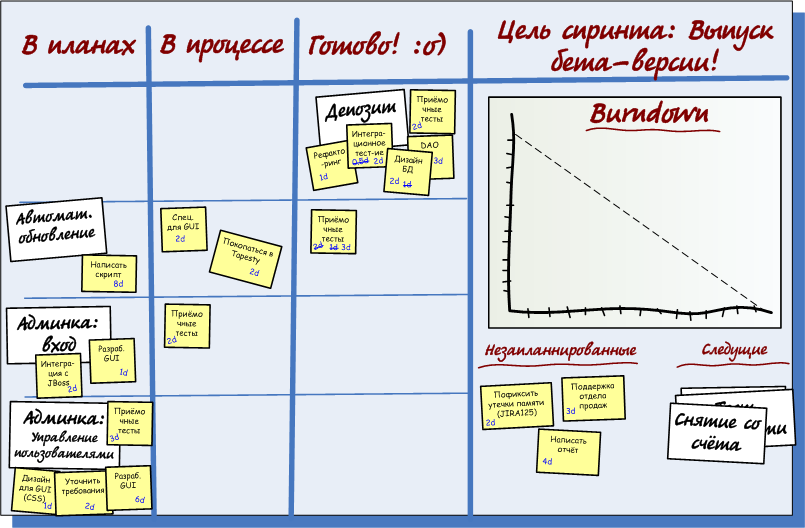 В планах
В процессе
Готово! :о)
Цель сиринта: Выпуск
бета-версии!
Депозит
Приёмо
чные
тесты
2d
Интегра-
ционное
тест-ие
0.5d 2d
Рефакто
-ринг
1d
DAO
3d
Дизайн
БД
2d 1d
Автомат.
обновление
Написать
скрипт
8d
Спец.
для GUI
2d
Покопаться в
Tapesty
2d
Приёмо
чные
тесты
2d 1d 3d
Админка:
вход
Интегра-
ция с
JBoss
2d
Разраб.
GUI
1d
Приёмо
чные
тесты
2d
Админка:
Управление
пользователями
Приёмо
чные
тесты
3d
Дизайн
для GUI
(CSS)
1d
Уточнить
требования
2d
Разраб.
GUI
6d
Burndown
Незапланнированные
Пофиксить
утечки памяти
(JIRA125)
2d
Поддержка
отдела
продаж
3d
Написать
отчёт
4d
Следущие
Снятие со
счёта